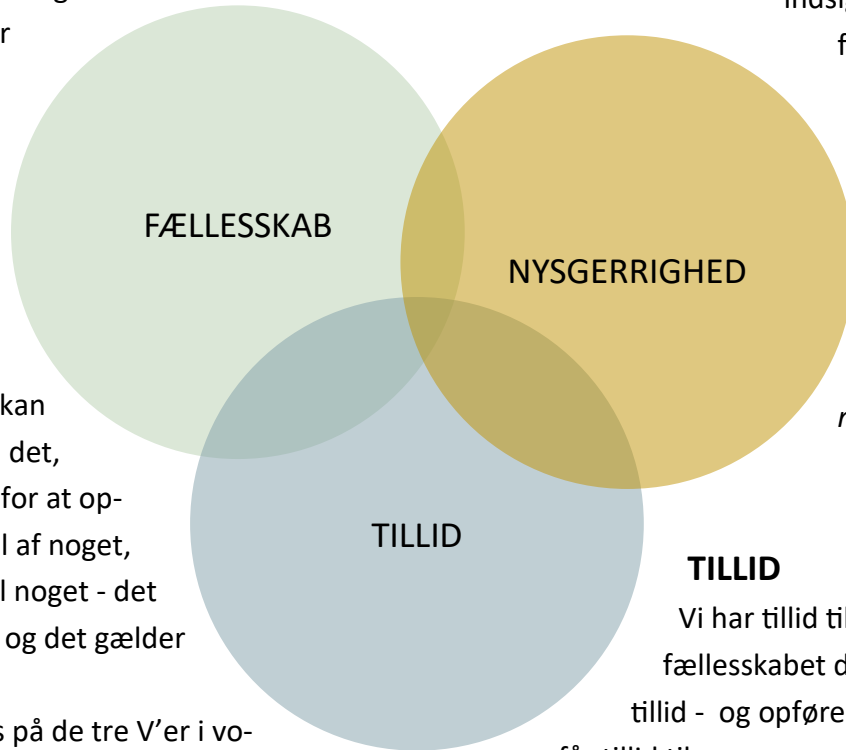 r
f
FÆLLESSKAB
NYSGERRIGHED
kan
det,
for at op-
l af noget,
l noget - det
og det gælder
på de tre V'er i vo-
TILLID
TILLID
Vi har tillid til
fællesskabet d
tillid - og opføre